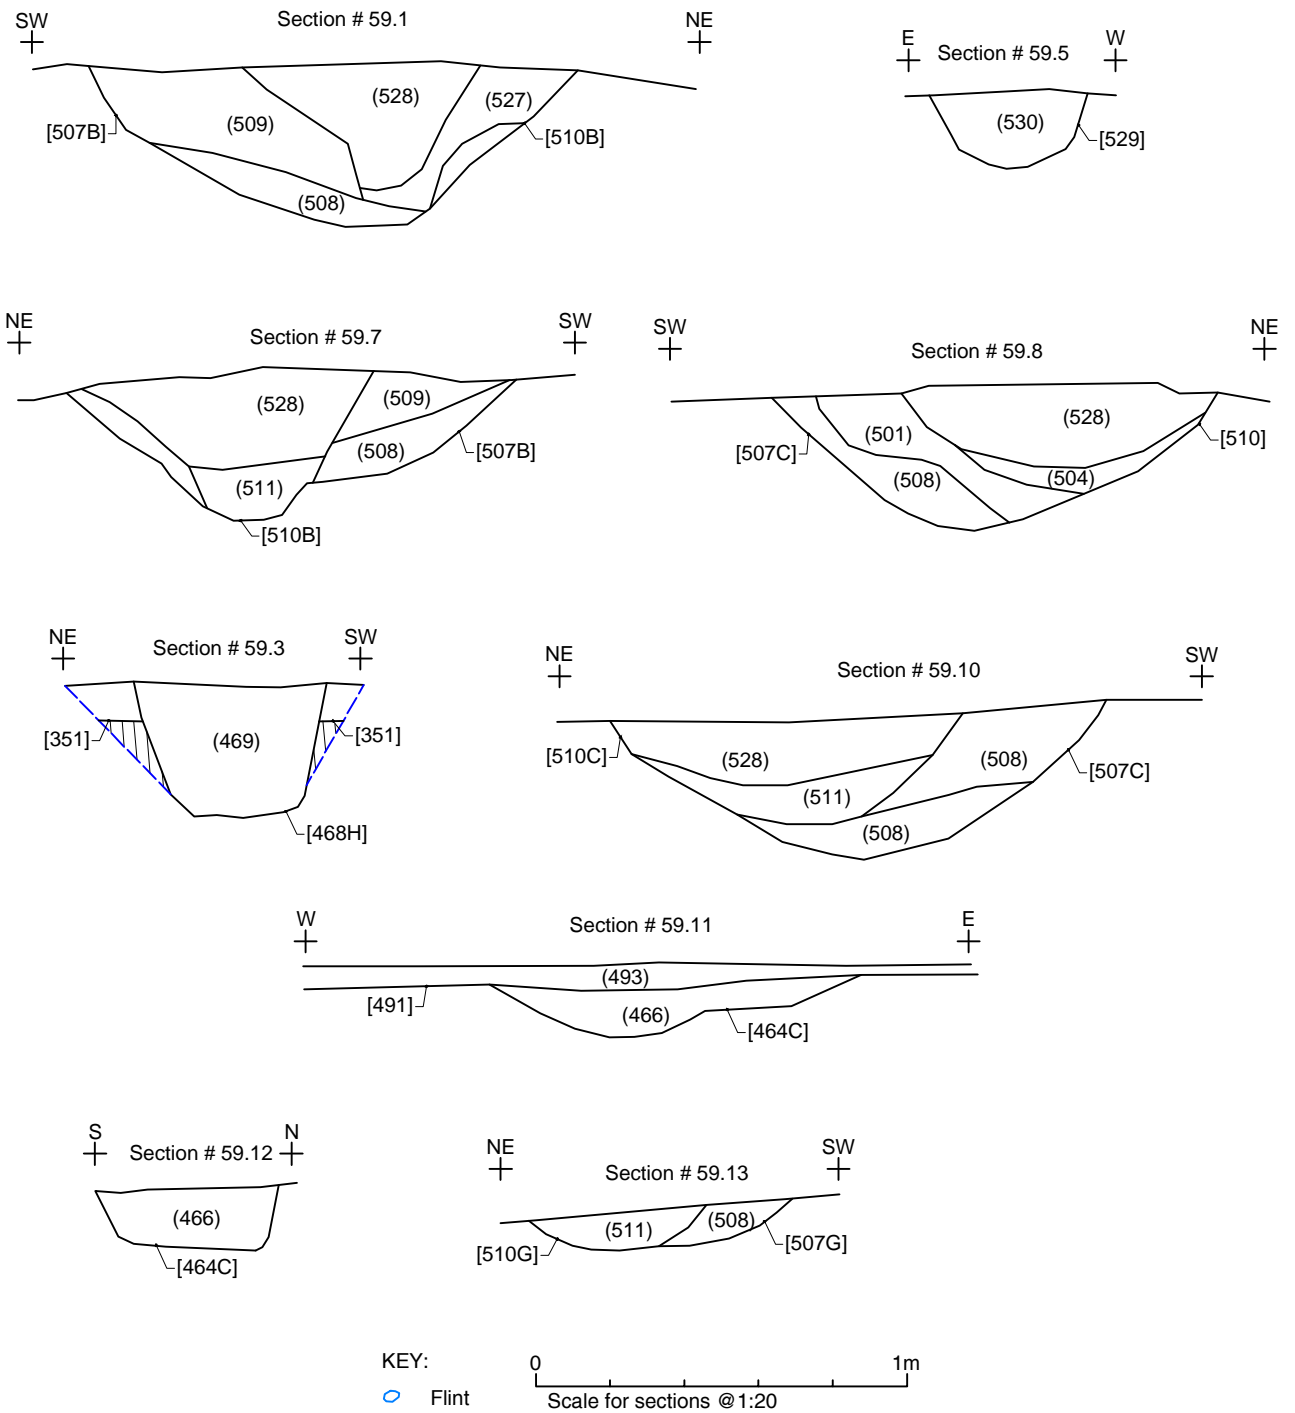 SW Section # 59.1 NE
(528)
(527)
(509)
[507B]
[510B]
(508)
E Section # 59.5 W
(530)
[529]
NE Section # 59.7 SW
(528)
(509)
(508)
[507B]
(511)
[510B]
SW Section # 59.8 NE
(528)
(501)
[507C]
[510]
(508)
(504)
NE Section # 59.3 SW
[351]
(469)
[351]
[468H]
NE Section # 59.10 SW
[510C]
(528)
(508)
[507C]
(511)
(508)
W Section # 59.11 E
(493)
[491]
(466)
[464C]
S Section # 59.12 N
(466)
[464C]
NE Section # 59.13 SW
(511)
(508)
[510G]
[507G]
KEY:
Flint
0 1m
Scale for sections @1:20